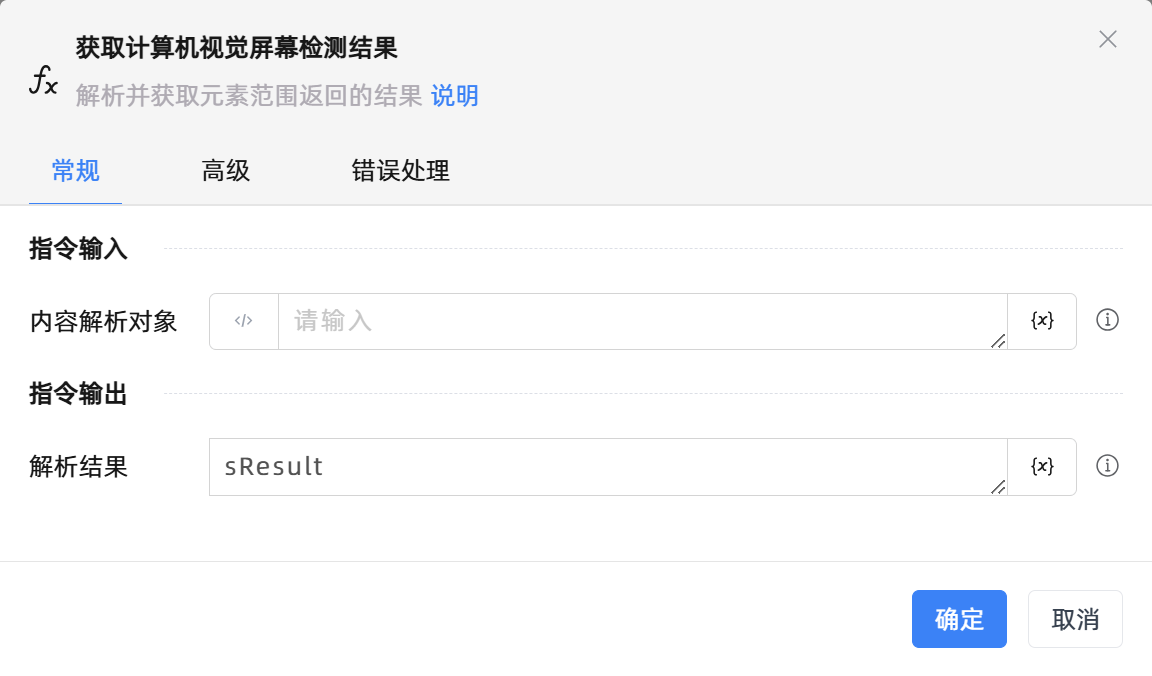 获取计算机视觉屏幕检测结果
fx
解析并获取元素范围返回的结果 说明
常规 高级 错误处理
指令输入
内容解析对象 </> 请输入 {x}
指令输出
解析结果 sResult {x}
确定 取消